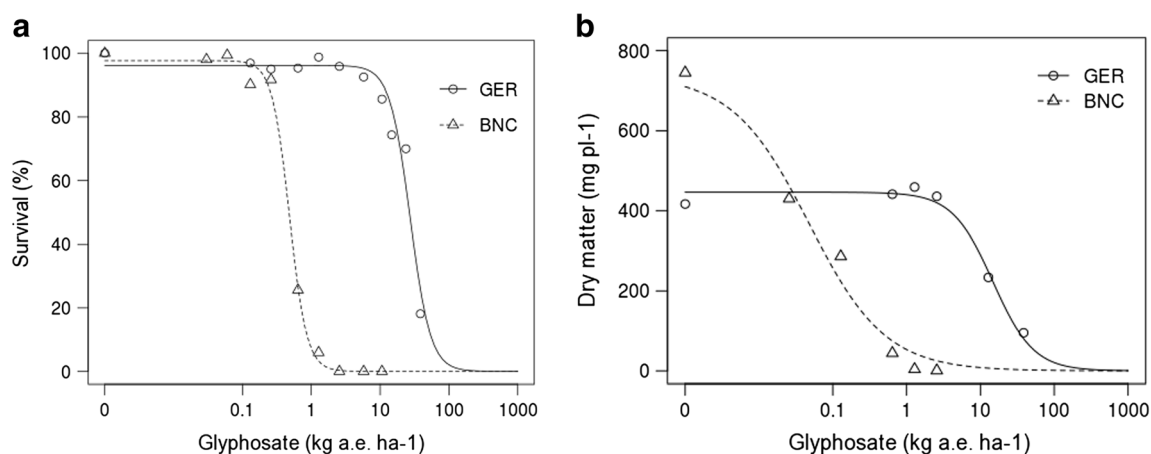 a
100
80
60
40
20
0
Survival (%)
GER
BNC
0 0.1 1 10 100 1000
Glyphosate (kg a.e. ha-1)
b
800
600
400
200
0
Dry matter (mg pl-1)
GER
BNC
0 0.1 1 10 100 1000
Glyphosate (kg a.e. ha-1)